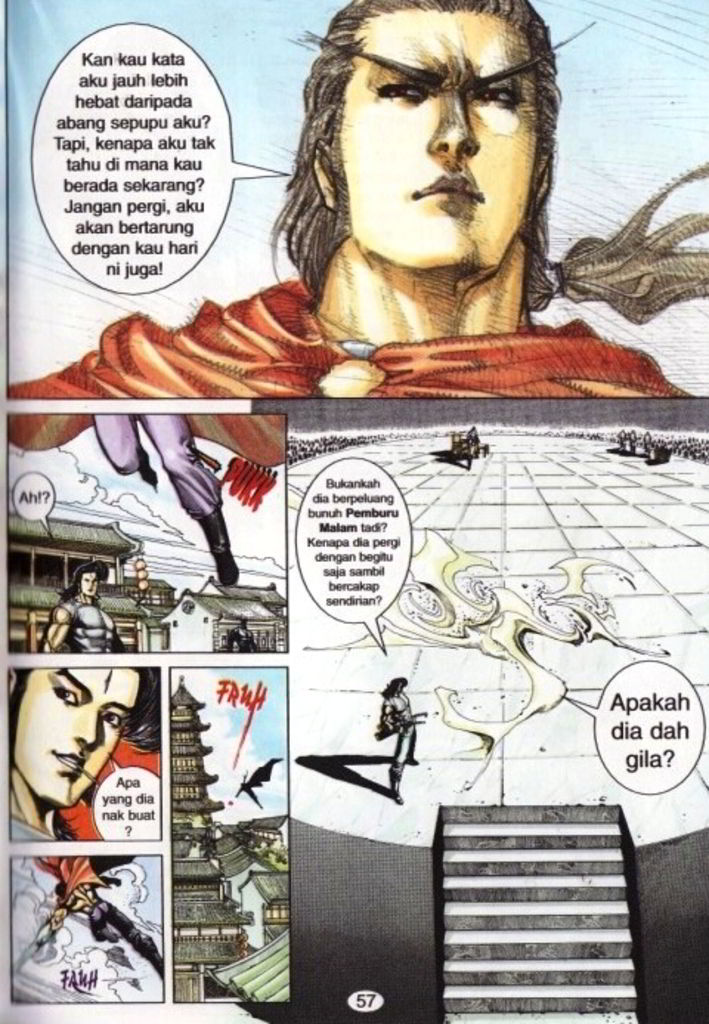 Kan kau kata
aku jauh lebih
hebat daripada
abang sepupu aku?
Tapi, kenapa aku tak
tahu di mana kau
berada sekarang?
Jangan pergi, aku
akan bertarung
dengan kau hari
ni juga!
PURR
Ah!?
Bukankah
dia berpeluang
bunuh Pemburu
Malam tadi?
Kenapa dia pergi
dengan begitu
saja sambil
bercakap
sendirian?
Apakah
dia dah
gila?
Apa
yang dia
nak buat
?
FRUH
FRUH
57